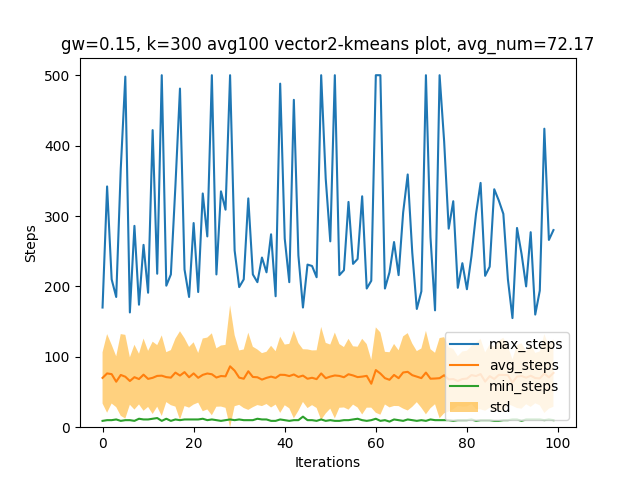 gw=0.15, k=300 avg100 vector2-kmeans plot, avg_num=72.17
500
400
300
200
100
0
Steps
max_steps
avg_steps
min_steps
std
0
20
40
60
80
100
Iterations